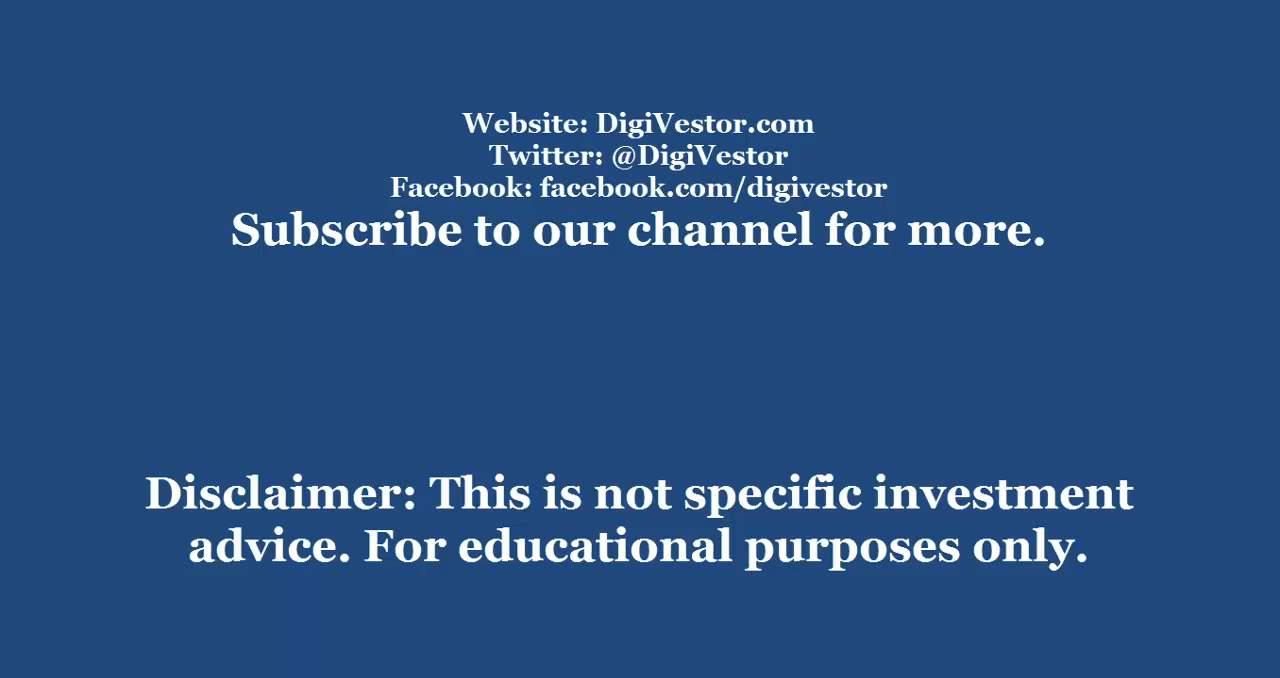 Website: DigiVestor.com
Twitter: @DigiVestor
Facebook: facebook.com/digivestor
Subscribe to our channel for more.
Disclaimer: This is not specific investment
advice. For educational purposes only.